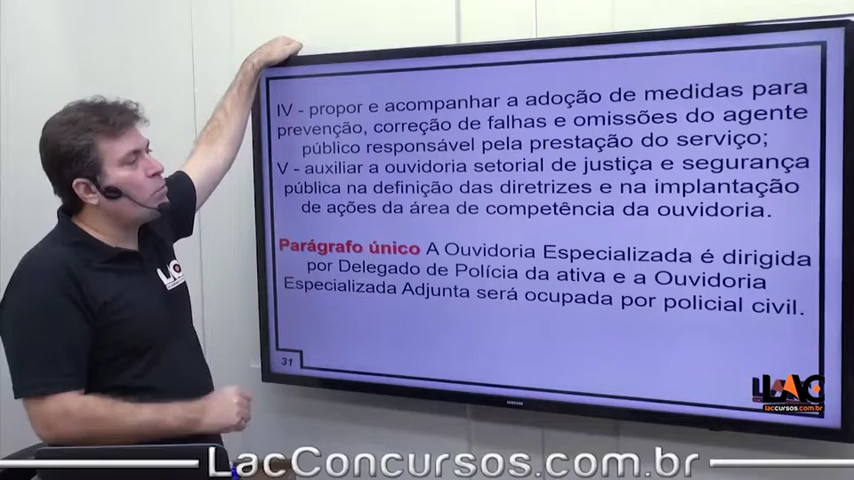 IV - propor e acompanhar a adoção de medidas para
prevenção, correção de falhas e omissões do agente
público responsável pela prestação do serviço;
V - auxiliar a ouvidoria setorial de justiça e segurança
pública na definição das diretrizes e na implantação
de ações da área de competência da ouvidoria.
Parágrafo único A Ouvidoria Especializada é dirigida
por Delegado de Polícia da ativa e a Ouvidoria
Especializada Adjunta será ocupada por policial civil.
31
LAC
lacconcursos.com.br
SAMSUNG
LAC
LacConcursos.com.br